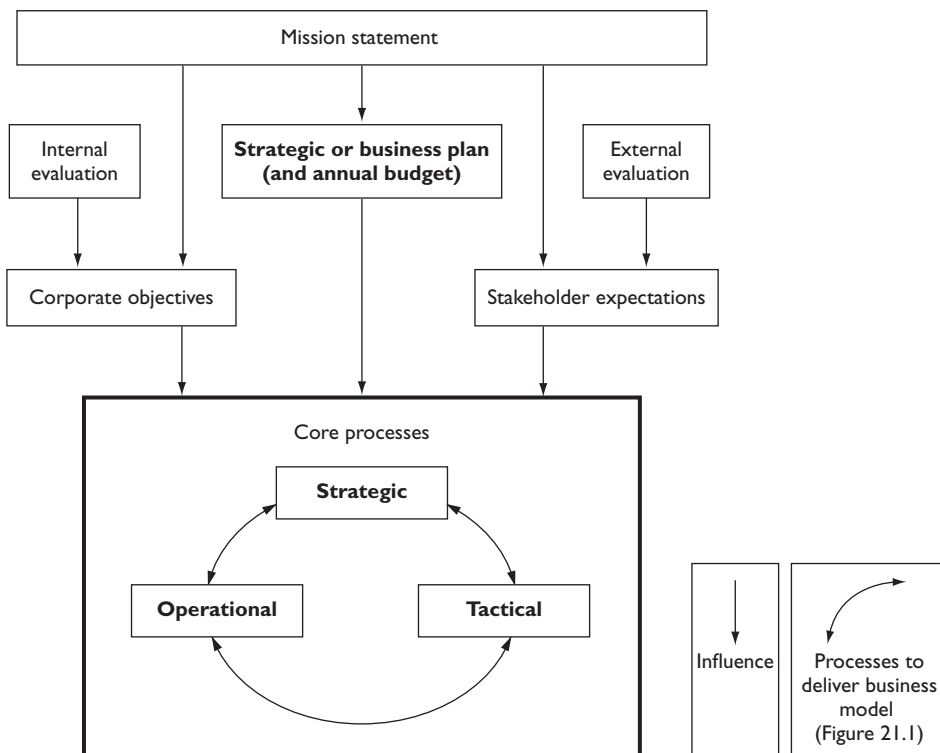 Mission statement
Internal
evaluation
Strategic or business plan
(and annual budget)
External
evaluation
Corporate objectives
Stakeholder expectations
Core processes
Strategic
Operational
Tactical
Influence
Processes to
deliver business
model
(Figure 21.1)